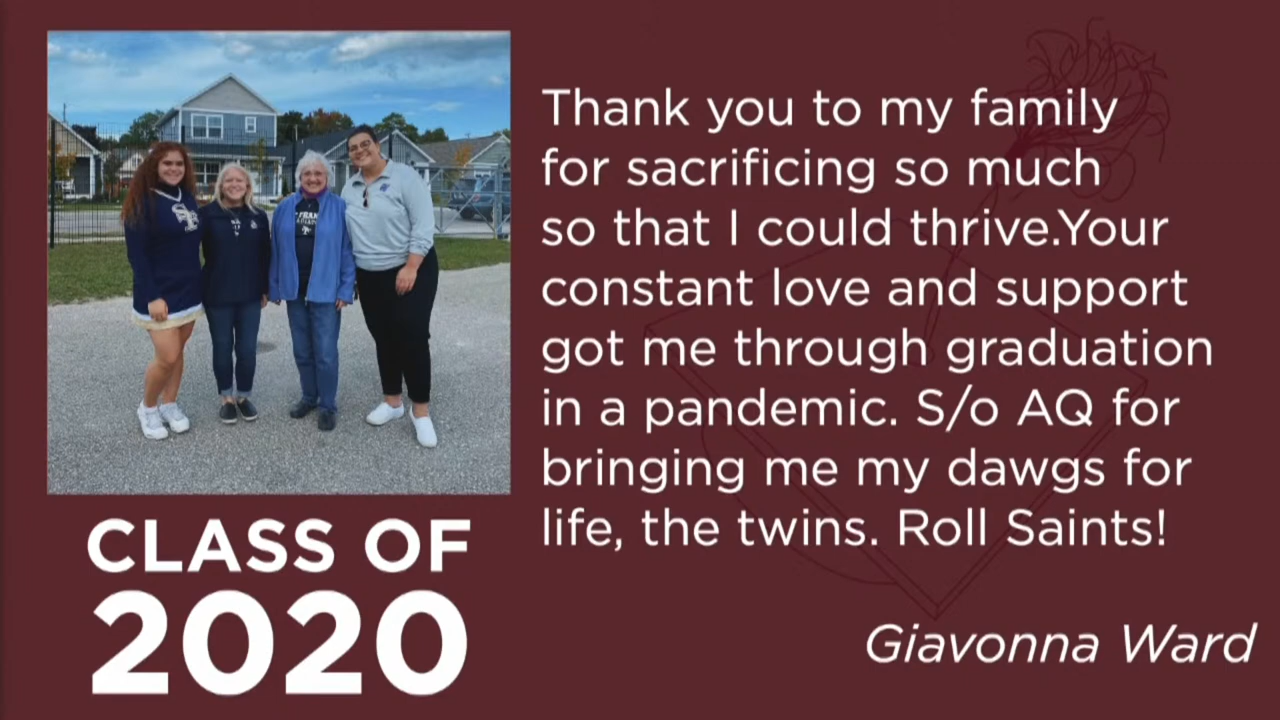 Thank you to my family
for sacrificing so much
so that I could thrive.Your
constant love and support
got me through graduation
in a pandemic. S/o AQ for
bringing me my dawgs for
life, the twins. Roll Saints!
CLASS OF
2020
Giavonna Ward